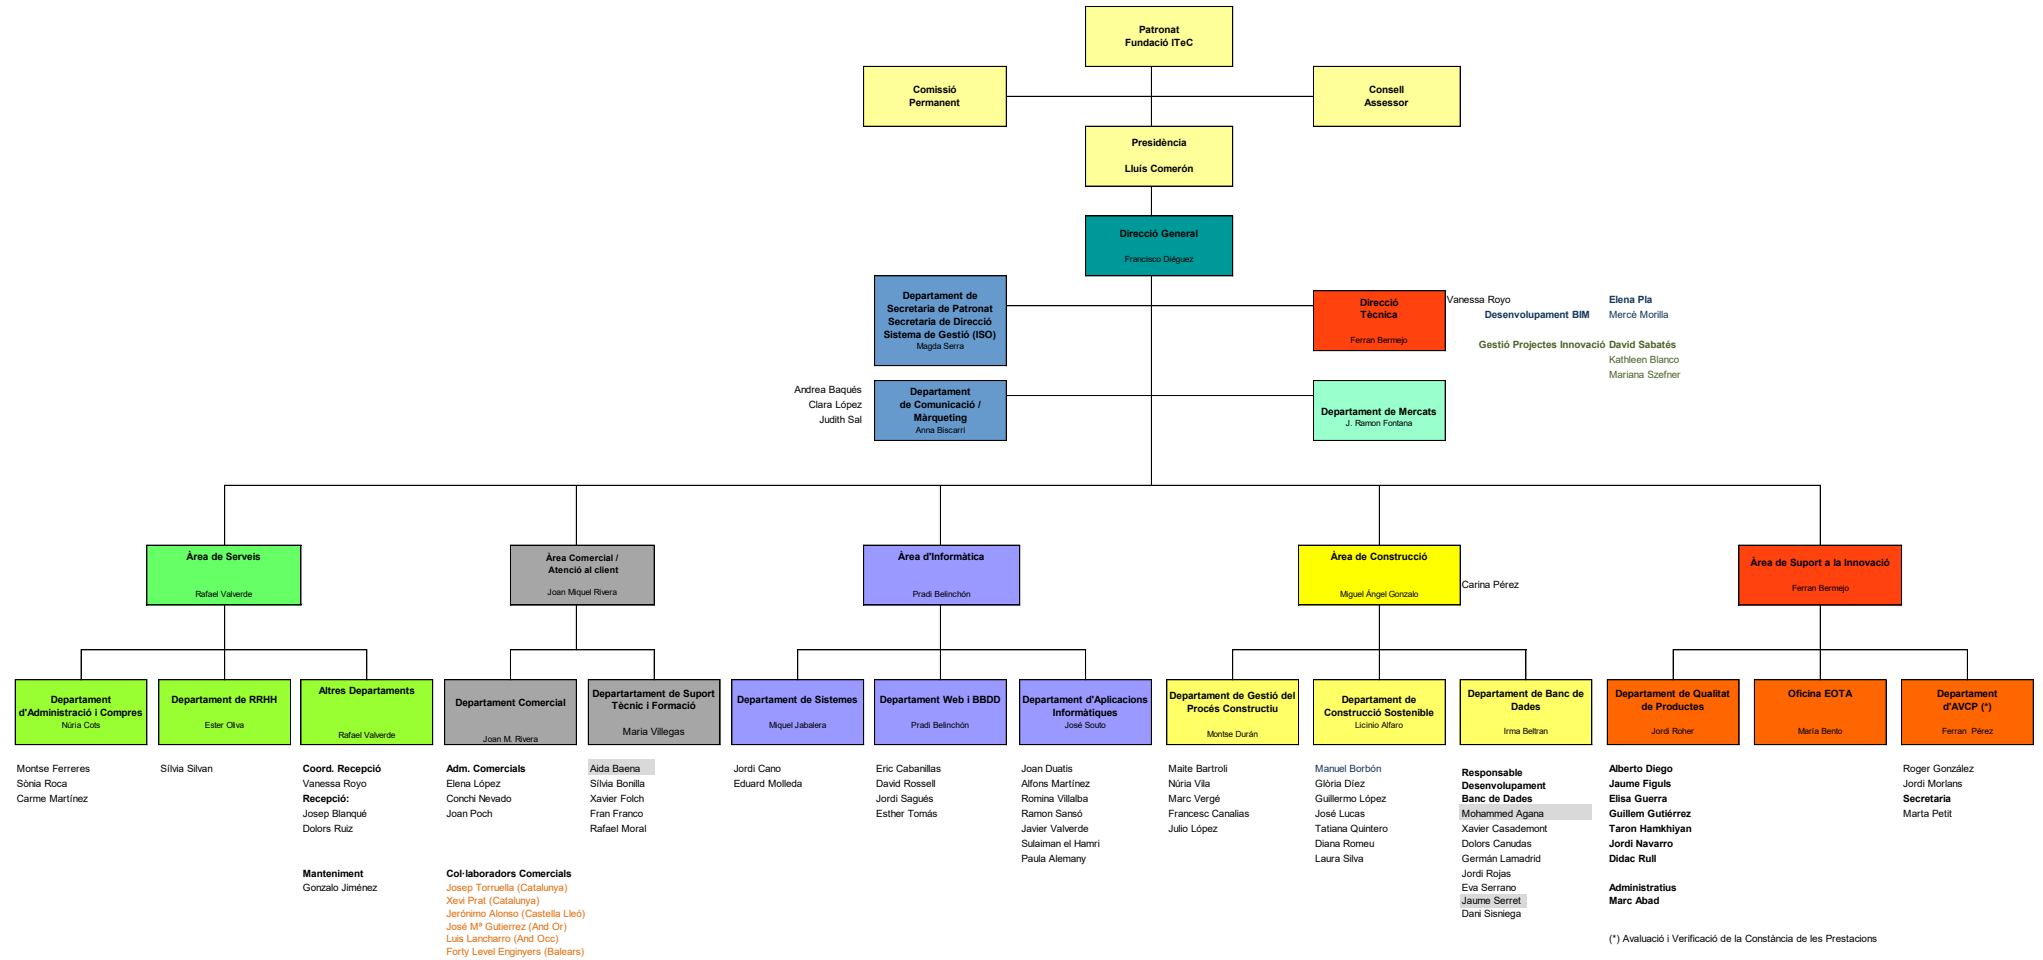 Patronat
Fundació ITeC
Comissió
Permanent
Consell
Assessor
Presidència
Lluís Comerón
Direcció General
Francisco Diéguez
Departament de
Secretaria de Patronat
Secretaria de Direcció
Sistema de Gestió (ISO)
Magda Serra
Direcció
Tècnica
Ferran Bermejo
Vanessa Royo
Elena Pla
Desenvolupament BIM
Mercè Morilla
Gestió Projectes Innovació David Sabatés
Kathleen Blanco
Mariana Szefner
Andrea Baqués
Clara López
Judith Sal
Departament
de Comunicació /
Màrqueting
Anna Biscarri
Departament de Mercats
J. Ramon Fontana
Àrea de Serveis
Rafael Valverde
Àrea Comercial /
Atenció al client
Joan Miquel Rivera
Àrea d'Informàtica
Pradi Belinchón
Àrea de Construcció
Miguel Ángel Gonzalo
Carina Pérez
Àrea de Suport a la Innovació
Ferran Bermejo
Departament
d'Administració i Compres
Núria Cots
Montse Ferreres
Sònia Roca
Carme Martínez
Departament de RRHH
Ester Oliva
Sílvia Silvan
Altres Departaments
Rafael Valverde
Coord. Recepció
Vanessa Royo
Recepció:
Josep Blanqué
Dolors Ruiz
Manteniment
Gonzalo Jiménez
Departament Comercial
Joan M. Rivera
Adm. Comercials
Elena López
Conchi Nevado
Joan Poch
Col·laboradors Comercials
Josep Torruella (Catalunya)
Xevi Prat (Catalunya)
Jerónimo Alonso (Castella Lleó)
José Mª Gutierrez (And Or)
Luis Lancharro (And Occ)
Forty Level Enginyers (Balears)
Departartament de Suport
Tècnic i Formació
Maria Villegas
Aida Baena
Sílvia Bonilla
Xavier Folch
Fran Franco
Rafael Moral
Departament de Sistemes
Miquel Jabalera
Jordi Cano
Eduard Molleda
Departament Web i BBDD
Pradi Belinchón
Eric Cabanillas
David Rossell
Jordi Sagués
Esther Tomás
Departament d'Aplicacions
Informàtiques
José Souto
Joan Duatis
Alfons Martínez
Romina Villalba
Ramon Sansó
Javier Valverde
Sulaiman el Hamri
Paula Alemany
Departament de Gestió del
Procés Constructiu
Montse Durán
Maite Bartroli
Núria Vila
Marc Vergé
Francesc Canalias
Julio López
Departament de
Construcció Sostenible
Licinio Alfaro
Manuel Borbón
Glòria Díez
Guillermo López
José Lucas
Tatiana Quintero
Diana Romeu
Laura Silva
Departament de Banc de
Dades
Irma Beltran
Responsable
Desenvolupament
Banc de Dades
Mohammed Agana
Xavier Casademont
Dolors Canudas
Germán Lamadrid
Jordi Rojas
Eva Serrano
Jaume Serret
Dani Sisniega
Departament de Qualitat
de Productes
Jordi Roher
Alberto Diego
Jaume Figuls
Elisa Guerra
Guillem Gutiérrez
Taron Hamkhiyan
Jordi Navarro
Didac Rull
Administratius
Marc Abad
Oficina EOTA
María Bento
Departament
d'AVCP (*)
Ferran Pérez
Roger González
Jordi Morlans
Secretaria
Marta Petit
(*) Avaluació i Verificació de la Constància de les Prestacions